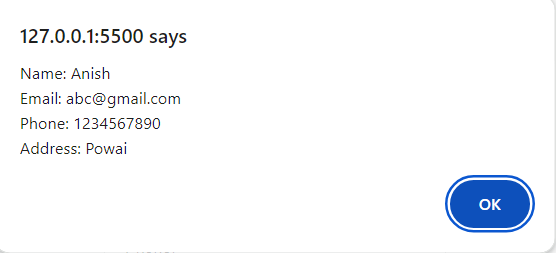 127.0.0.1:5500 says
Name: Anish
Email: abc@gmail.com
Phone: 1234567890
Address: Powai
OK